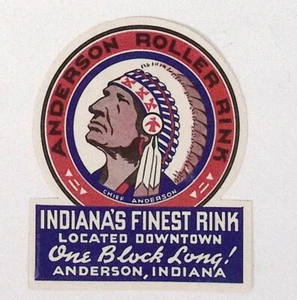 ANDERSON ROLLER RINK
CHIEF ANDERSON
INDIANA'S FINEST RINK
LOCATED DOWNTOWN
One Block Long!
ANDERSON, INDIANA